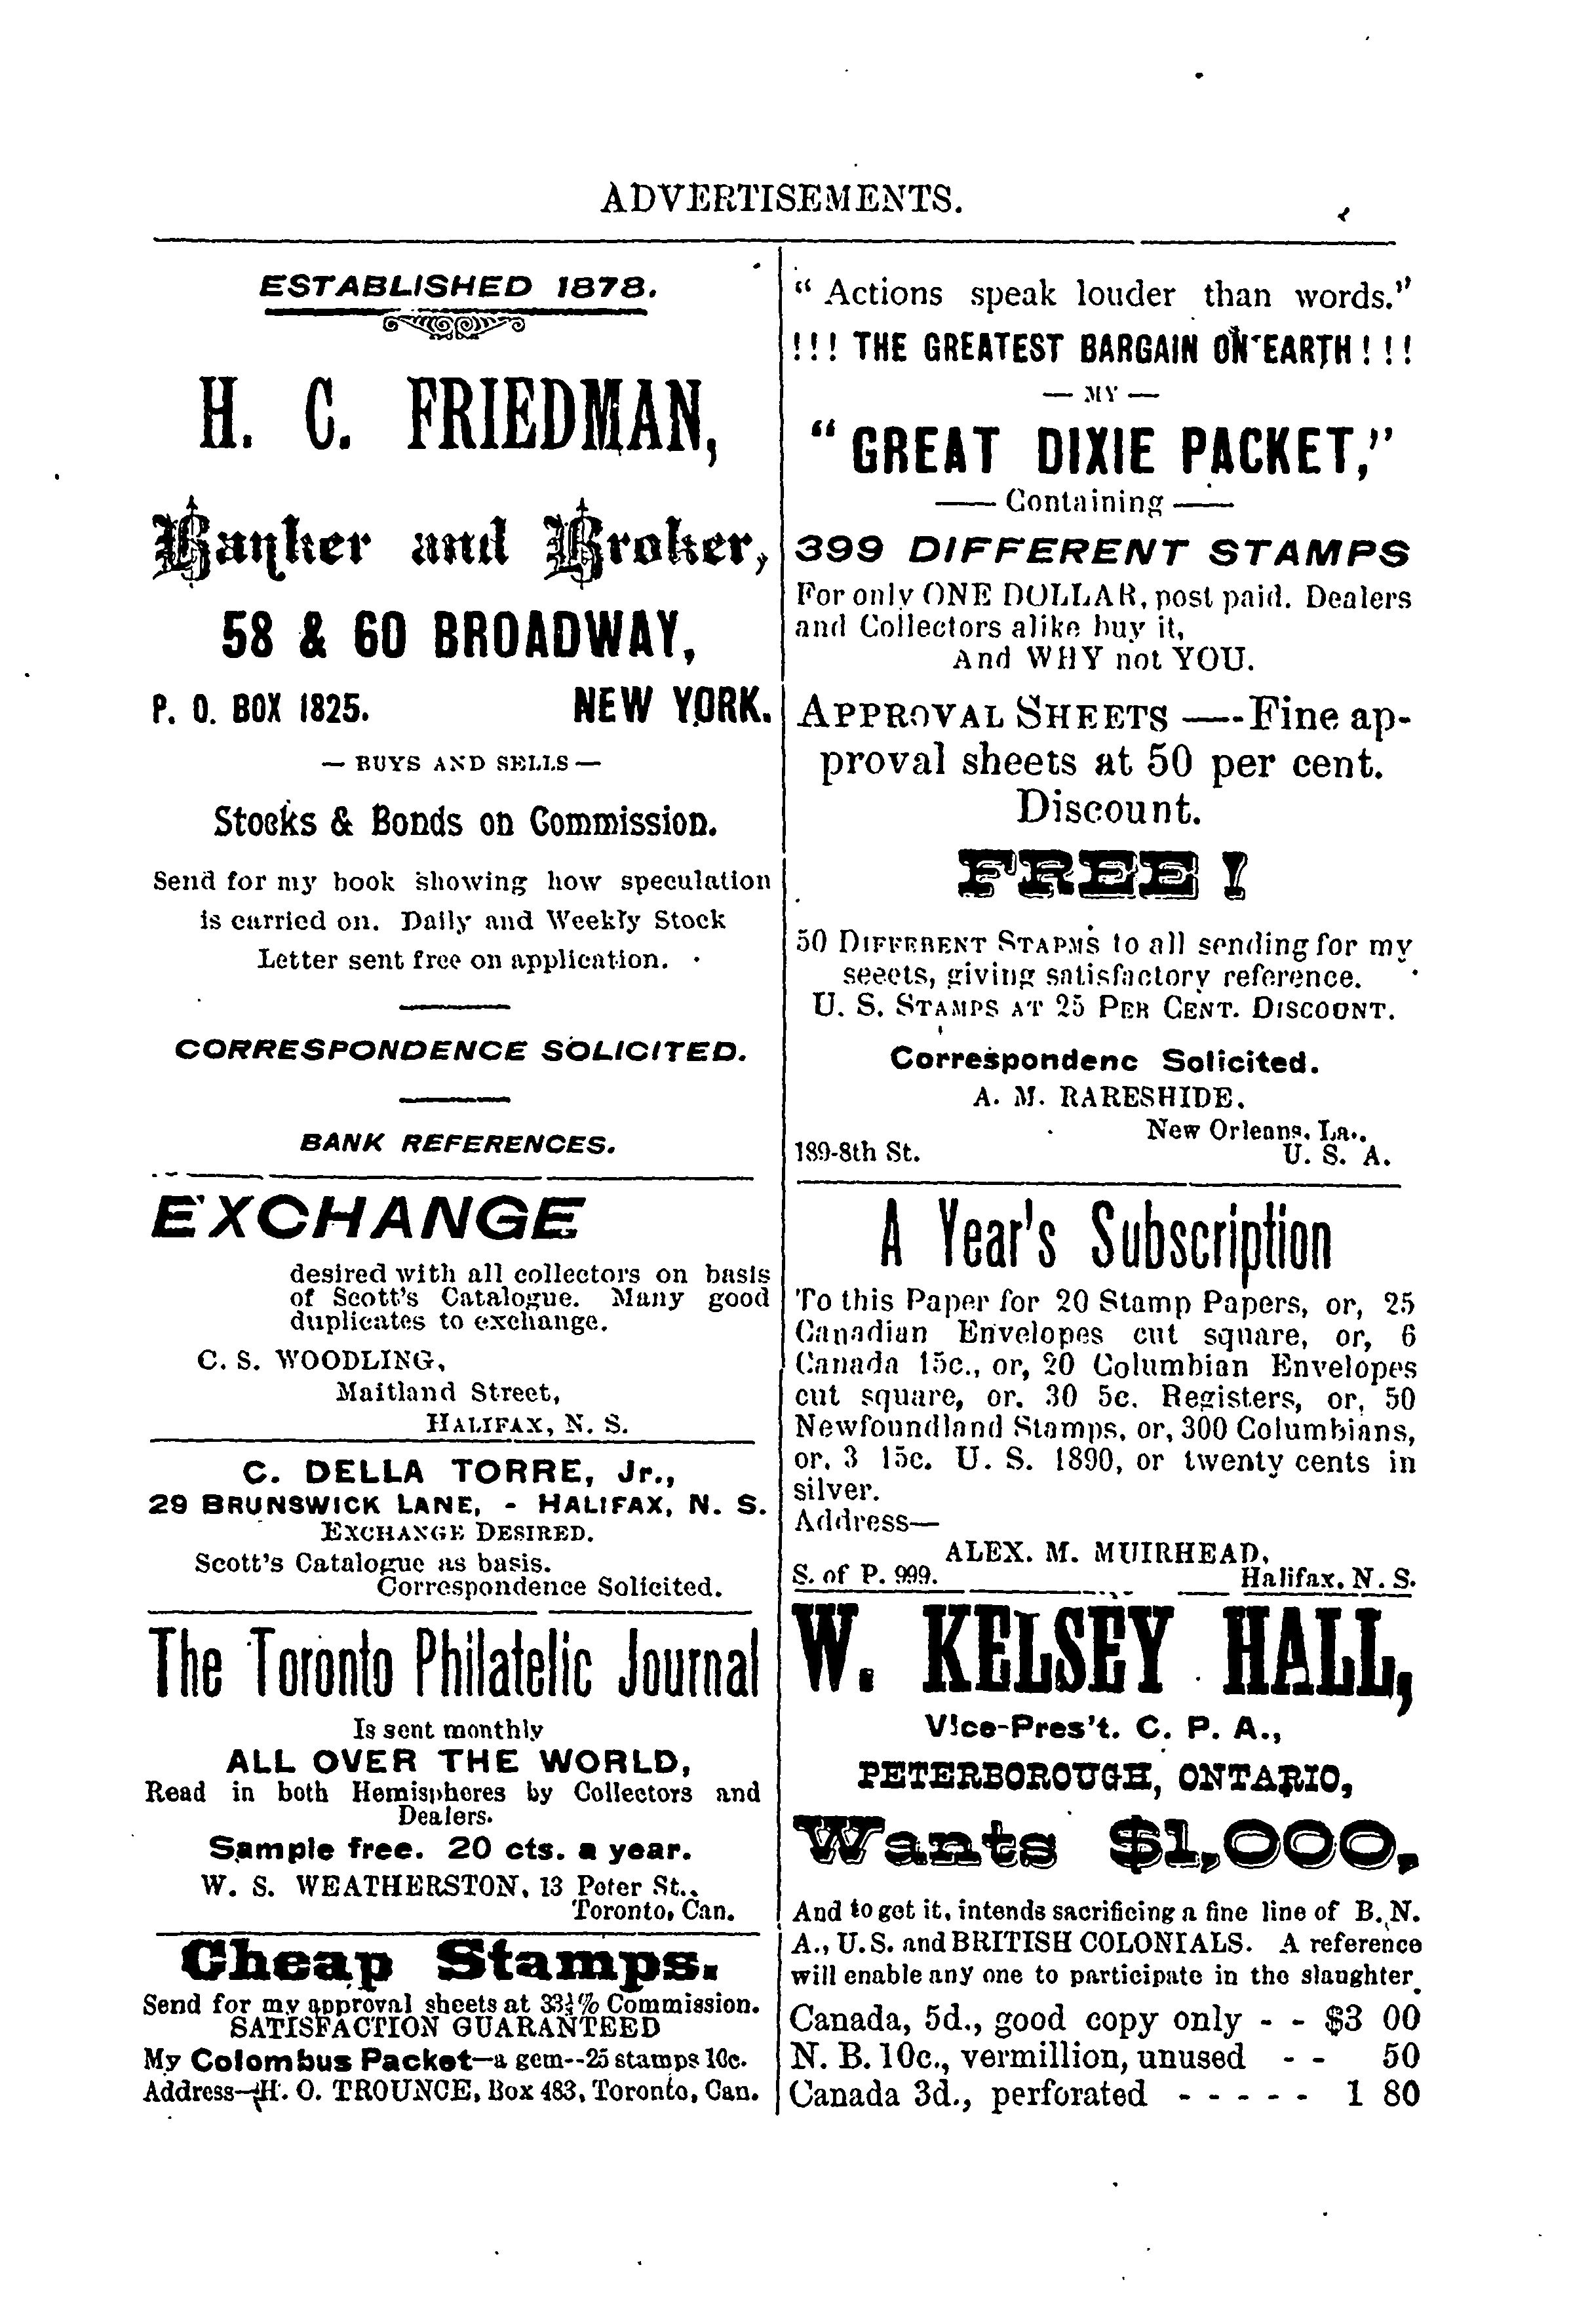 ADVERTISEMENTS.
ESTABLISHED 1878.
H. C. FRIEDMAN,
Banker and Broker,
58 & 60 BROADWAY,
P. O. BOX 1825. NEW YORK.
— BUYS AND SELLS —
Stocks & Bonds on Commission.
Send for my book showing how speculation
is carried on. Daily and Weekly Stock
Letter sent free on application.
CORRESPONDENCE SOLICITED.
BANK REFERENCES.
EXCHANGE
desired with all collectors on basis
of Scott's Catalogue. Many good
duplicates to exchange.
C. S. WOODLING,
Maitland Street,
HALIFAX, N. S.
C. DELLA TORRE, Jr.,
29 BRUNSWICK LANE, - HALIFAX, N. S.
EXCHANGE DESIRED.
Scott's Catalogue as basis.
Correspondence Solicited.
The Toronto Philatelic Journal
Is sent monthly
ALL OVER THE WORLD,
Read in both Hemispheres by Collectors and
Dealers.
Sample free. 20 cts. a year.
W. S. WEATHERSTON, 13 Peter St.,
Toronto, Can.
Cheap Stamps.
Send for my approval sheets at 33⅓% Commission.
SATISFACTION GUARANTEED
My Colombus Packet—a gem--25 stamps 10c.
Address—H. O. TROUNCE, Box 483, Toronto, Can.
"Actions speak louder than words."
!!! THE GREATEST BARGAIN ON EARTH!!!
— MY —
"GREAT DIXIE PACKET,"
— Containing —
399 DIFFERENT STAMPS
For only ONE DOLLAR, post paid. Dealers
and Collectors alike buy it,
And WHY not YOU.
APPROVAL SHEETS —-Fine ap-
proval sheets at 50 per cent.
Discount.
FREE!
50 DIFFERENT STAPMS to all sending for my
seeets, giving satisfactory reference.
U. S. STAMPS AT 25 PER CENT. DISCOUNT.
Correspondenc Solicited.
A. M. RARESHIDE.
New Orleans, La.,
189-8th St. U. S. A.
A Year's Subscription
To this Paper for 20 Stamp Papers, or, 25
Canadian Envelopes cut square, or, 6
Canada 15c., or, 20 Columbian Envelopes
cut square, or, 30 5c. Registers, or, 50
Newfoundland Stamps, or, 300 Columbians,
or, 3 15c. U. S. 1890, or twenty cents in
silver.
Address—
ALEX. M. MUIRHEAD,
S. of P. 999. Halifax, N. S.
W. KELSEY HALL,
Vice-Pres't. C. P. A.,
PETERBOROUGH, ONTARIO,
Wants $1,000,
And to get it, intends sacrificing a fine line of B. N.
A., U. S. and BRITISH COLONIALS. A reference
will enable any one to participate in the slaughter.
Canada, 5d., good copy only - - $3 00
N. B. 10c., vermillion, unused - - 50
Canada 3d., perforated - - - - - 1 80